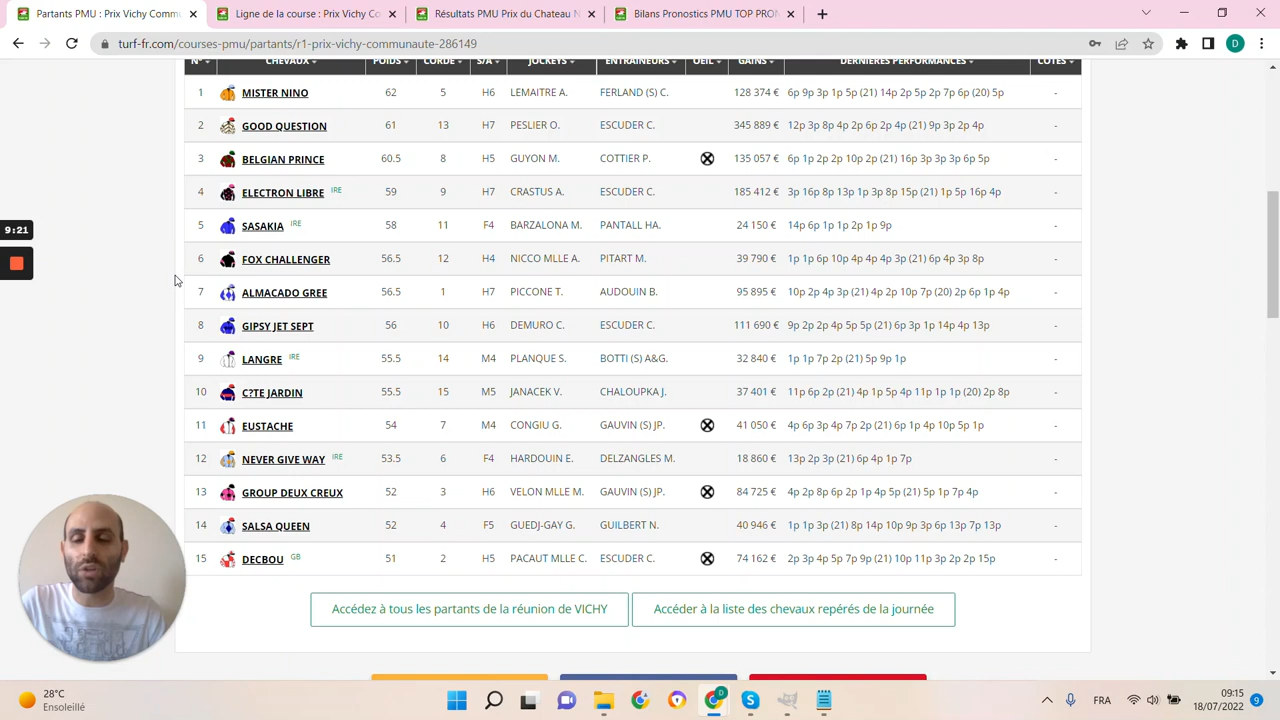 Partants PMU : Prix Vichy Commu
Ligne de la course : Prix Vichy Co
Résultats PMU Prix du Chateau N
Bilans Pronostics PMU TOP PRON
turf-fr.com/courses-pmu/partants/r1-prix-vichy-communaute-286149
N° CHEVAUX POIDS CORDE S/A JOCKEYS ENTRAÎNEURS OEIL GAINS DERNIÈRES PERFORMANCES COTES
1 MISTER NINO 62 5 H6 LEMAITRE A. FERLAND (S) C. 128 374 € 6p 9p 3p 1p 5p (21) 14p 2p 5p 2p 7p 6p (20) 5p -
2 GOOD QUESTION 61 13 H7 PESLIER O. ESCUDER C. 345 889 € 12p 3p 8p 4p 2p 6p 2p 4p (21) 9p 3p 2p 4p -
3 BELGIAN PRINCE 60.5 8 H5 GUYON M. COTTIER P. 135 057 € 6p 1p 2p 2p 10p 2p (21) 16p 3p 3p 3p 6p 5p -
4 ELECTRON LIBRE IRE 59 9 H7 CRASTUS A. ESCUDER C. 185 412 € 3p 16p 8p 13p 1p 3p 8p 15p (21) 1p 5p 16p 4p -
5 SASAKIA IRE 58 11 F4 BARZALONA M. PANTALL HA. 24 150 € 14p 6p 1p 1p 2p 1p 9p -
6 FOX CHALLENGER 56.5 12 H4 NICCO MLLE A. PITART M. 39 790 € 1p 1p 6p 10p 4p 4p 4p 3p (21) 6p 4p 3p 8p -
7 ALMACADO GREE 56.5 1 H7 PICCONE T. AUDOUIN B. 95 895 € 10p 2p 4p 3p (21) 4p 2p 10p 7p (20) 2p 6p 1p 4p -
8 GIPSY JET SEPT 56 10 H6 DEMURO C. ESCUDER C. 111 690 € 9p 2p 2p 4p 5p 5p (21) 6p 3p 1p 14p 4p 13p -
9 LANGRE IRE 55.5 14 M4 PLANQUE S. BOTTI (S) A&G. 32 840 € 1p 1p 7p 2p (21) 5p 9p 1p -
10 C?TE JARDIN 55.5 15 M5 JANACEK V. CHALOUPKA J. 37 401 € 11p 6p 2p (21) 4p 1p 5p 4p 11p 1p 1p (20) 2p 8p -
11 EUSTACHE 54 7 M4 CONGIU G. GAUVIN (S) JP. 41 050 € 4p 6p 3p 4p 7p 2p (21) 6p 1p 4p 10p 5p 1p -
12 NEVER GIVE WAY IRE 53.5 6 F4 HARDOUIN E. DELZANGLES M. 18 860 € 13p 2p 3p (21) 6p 4p 1p 7p -
13 GROUP DEUX CREUX 52 3 H6 VELON MLLE M. GAUVIN (S) JP. 84 725 € 4p 2p 8p 6p 2p 1p 4p 5p (21) 5p 1p 7p 4p -
14 SALSA QUEEN 52 4 F5 GUEDJ-GAY G. GUILBERT N. 40 946 € 1p 1p 3p (21) 8p 14p 10p 9p 3p 6p 13p 7p 13p -
15 DECBOU GB 51 2 H5 PACAUT MLLE C. ESCUDER C. 74 162 € 2p 3p 4p 5p 7p 9p (21) 10p 11p 3p 2p 2p 15p -
9:21
Accédez à tous les partants de la réunion de VICHY
Accéder à la liste des chevaux repérés de la journée
28°C
Ensoleillé
FRA
09:15
18/07/2022